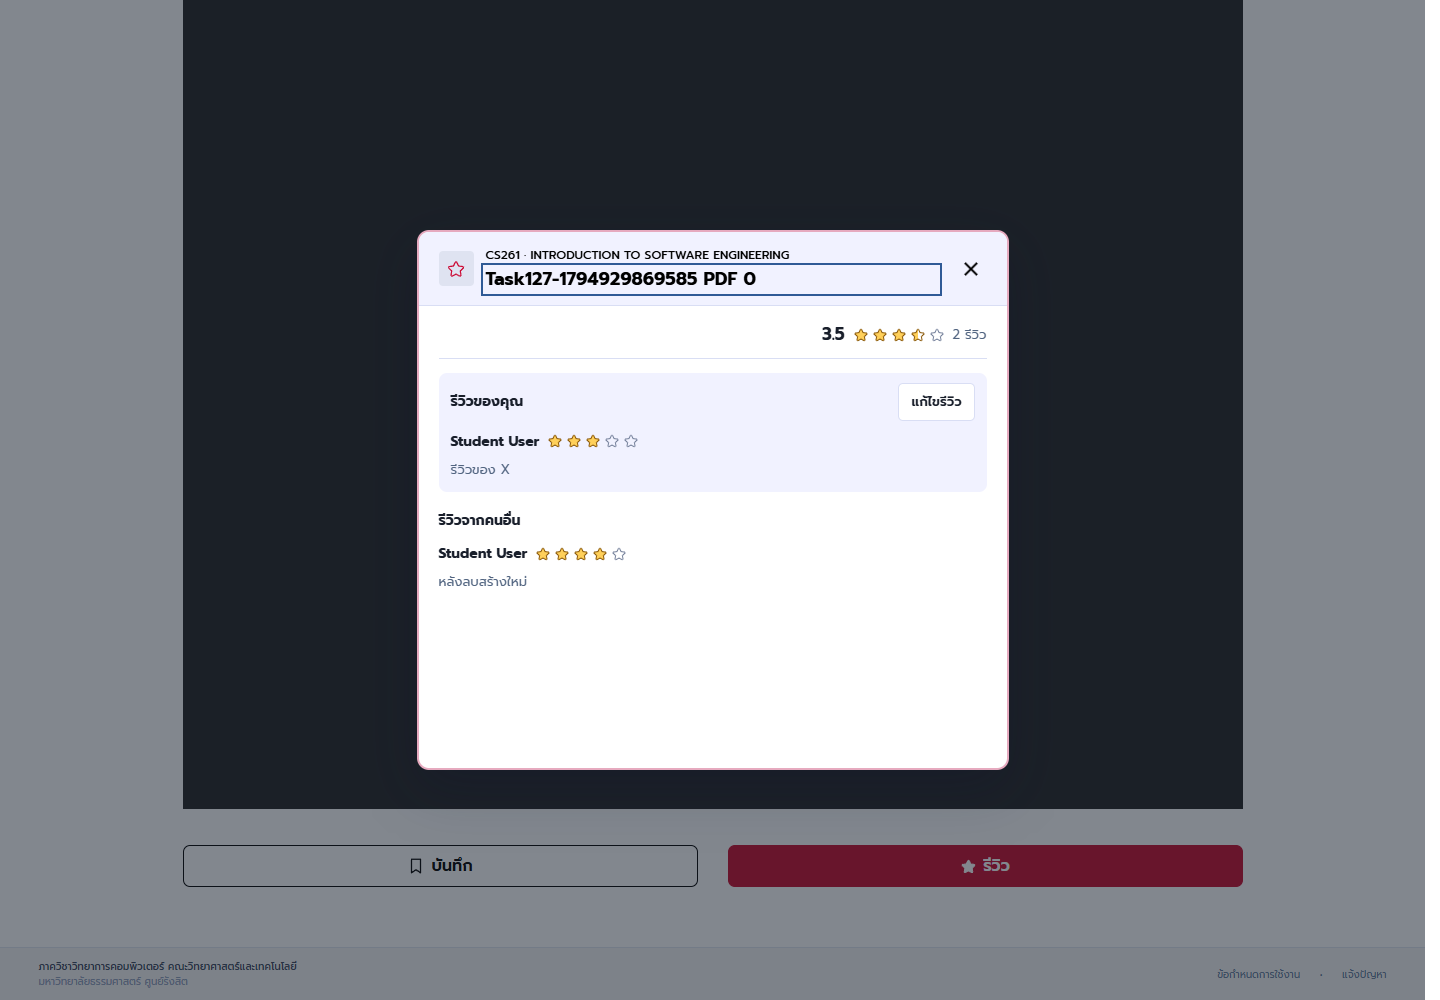 CS261 · INTRODUCTION TO SOFTWARE ENGINEERING
Task127-1794929869585 PDF 0
3.5 2 รีวิว
รีวิวของคุณ
แก้ไขรีวิว
Student User
รีวิวของ X
รีวิวจากคนอื่น
Student User
หลังลบสร้างใหม่
บันทึก
รีวิว
ภาควิชาวิทยาการคอมพิวเตอร์ คณะวิทยาศาสตร์และเทคโนโลยี
มหาวิทยาลัยธรรมศาสตร์ ศูนย์รังสิต
ข้อกำหนดการใช้งาน • แจ้งปัญหา